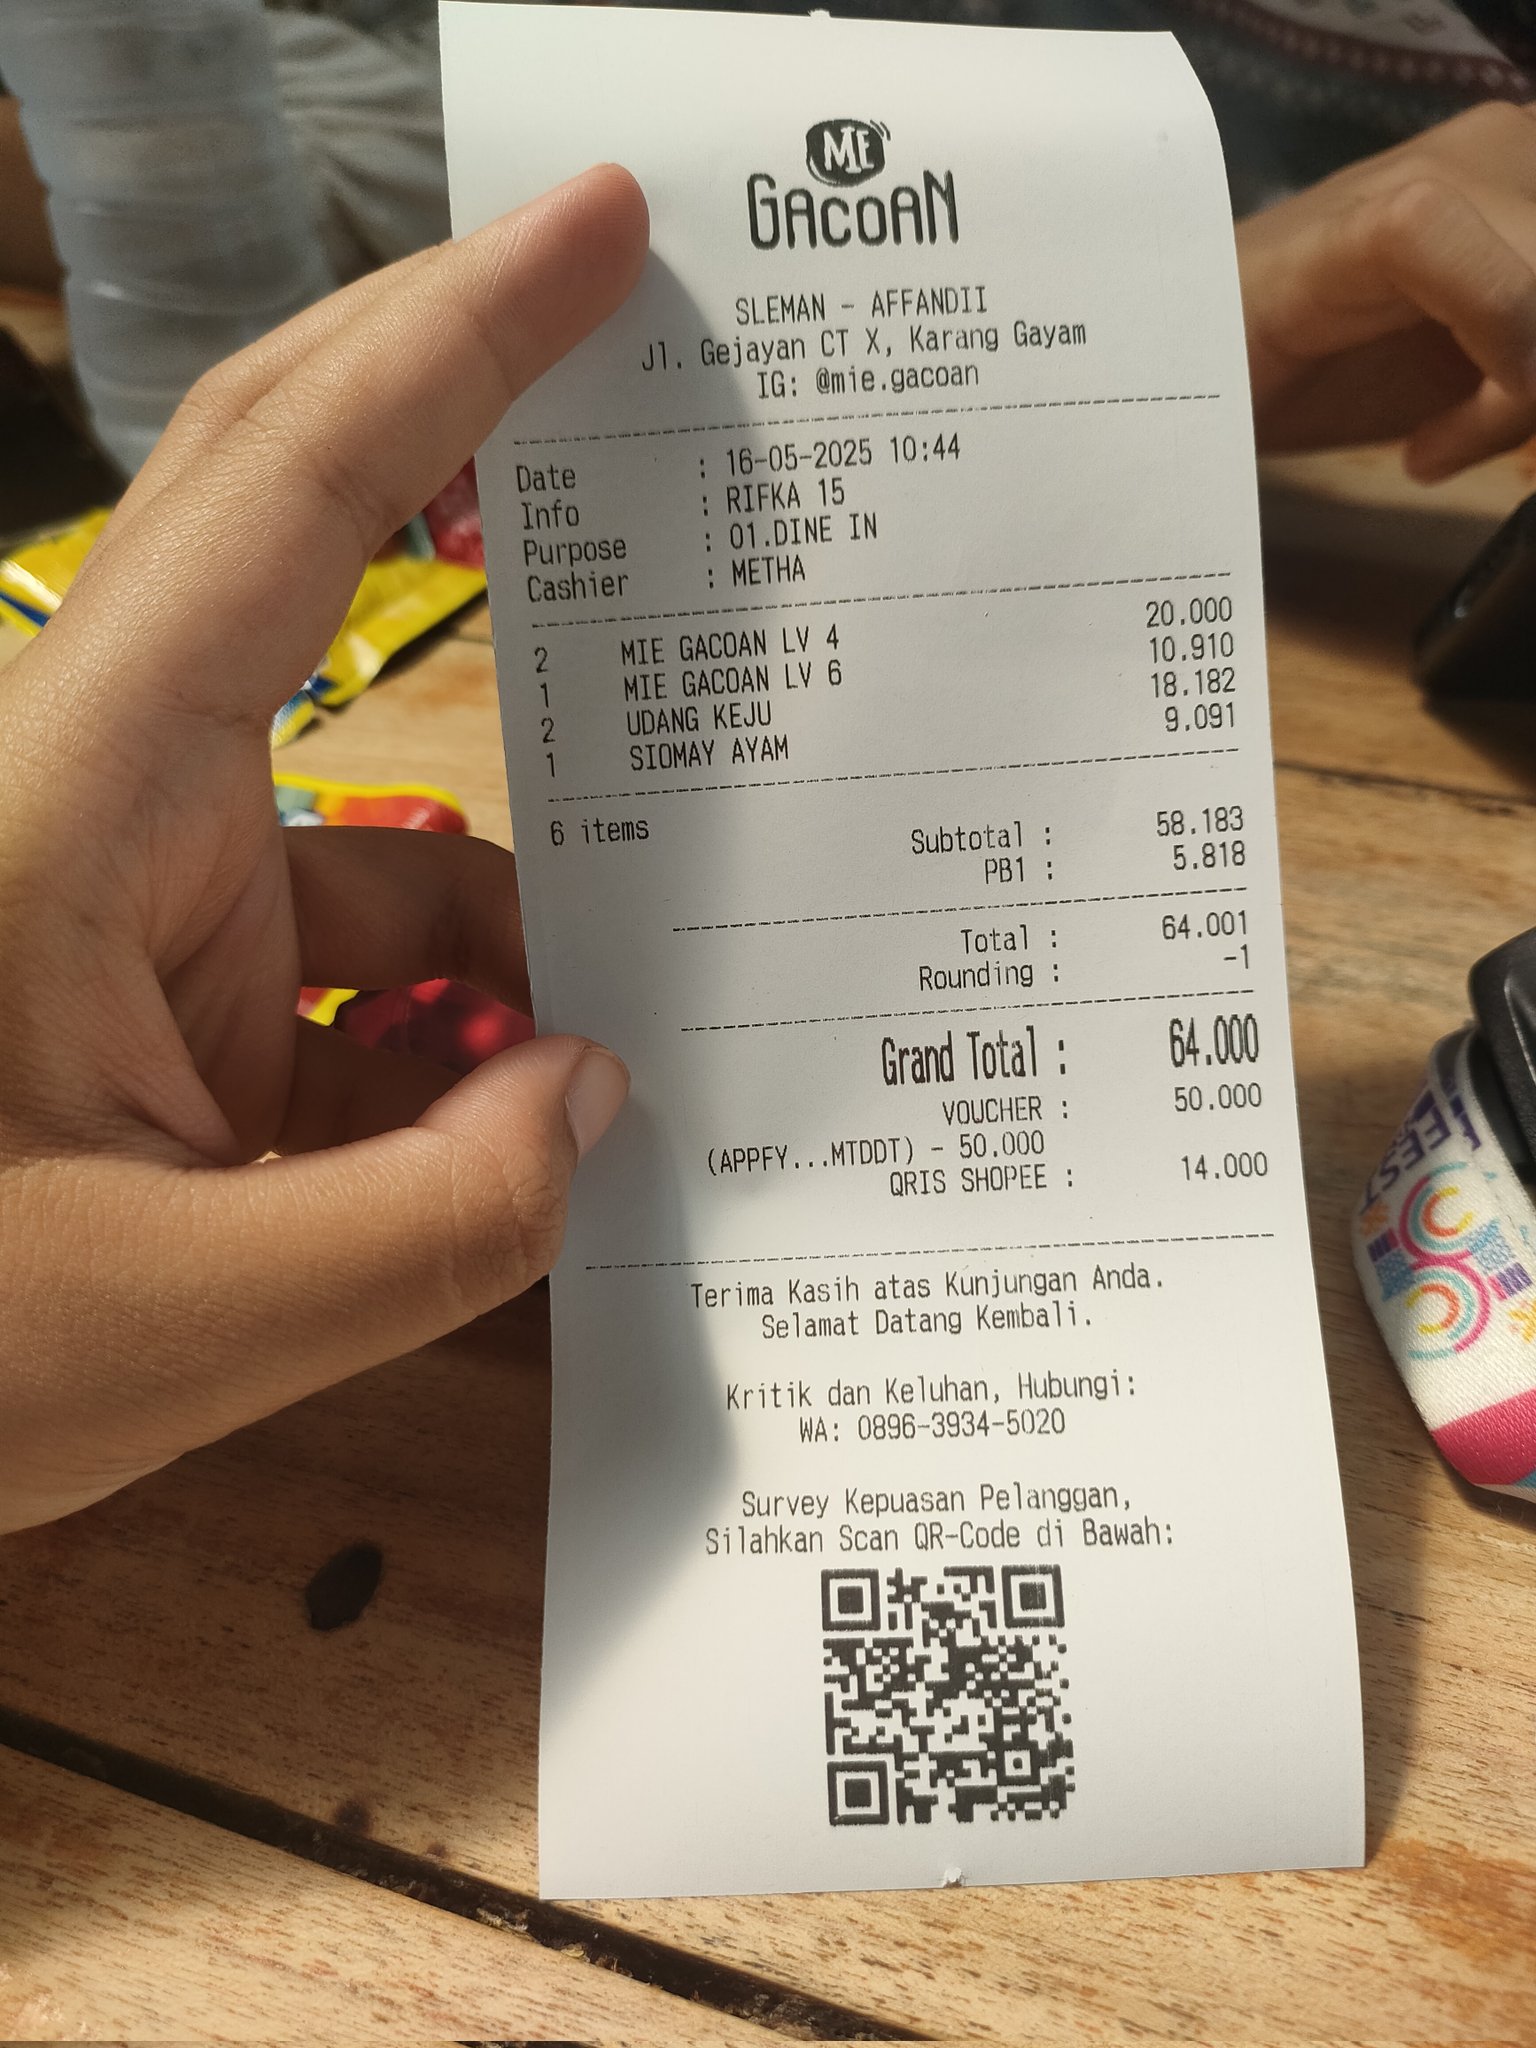 MIE
GACOAN
SLEMAN - AFFANDII
Jl. Gejayan CT X, Karang Gayam
IG: @mie.gacoan
Date : 16-05-2025 10:44
Info : RIFKA 15
Purpose : 01.DINE IN
Cashier : METHA
2 MIE GACOAN LV 4 20.000
1 MIE GACOAN LV 6 10.910
2 UDANG KEJU 18.182
1 SIOMAY AYAM 9.091
6 items
Subtotal : 58.183
PB1 : 5.818
Total : 64.001
Rounding : -1
Grand Total : 64.000
VOUCHER : 50.000
(APPFY...MTDDT) - 50.000
QRIS SHOPEE : 14.000
Terima Kasih atas Kunjungan Anda.
Selamat Datang Kembali.
Kritik dan Keluhan, Hubungi:
WA: 0896-3934-5020
Survey Kepuasan Pelanggan,
Silahkan Scan QR-Code di Bawah: